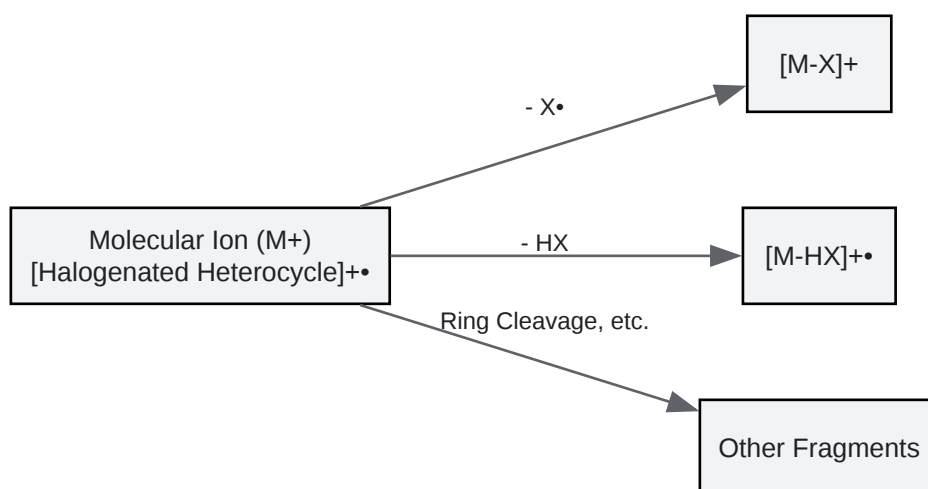 [M-X]+
- X•
Molecular Ion (M+)
[Halogenated Heterocycle]+•
- HX
[M-HX]+•
Ring Cleavage, etc.
Other Fragments